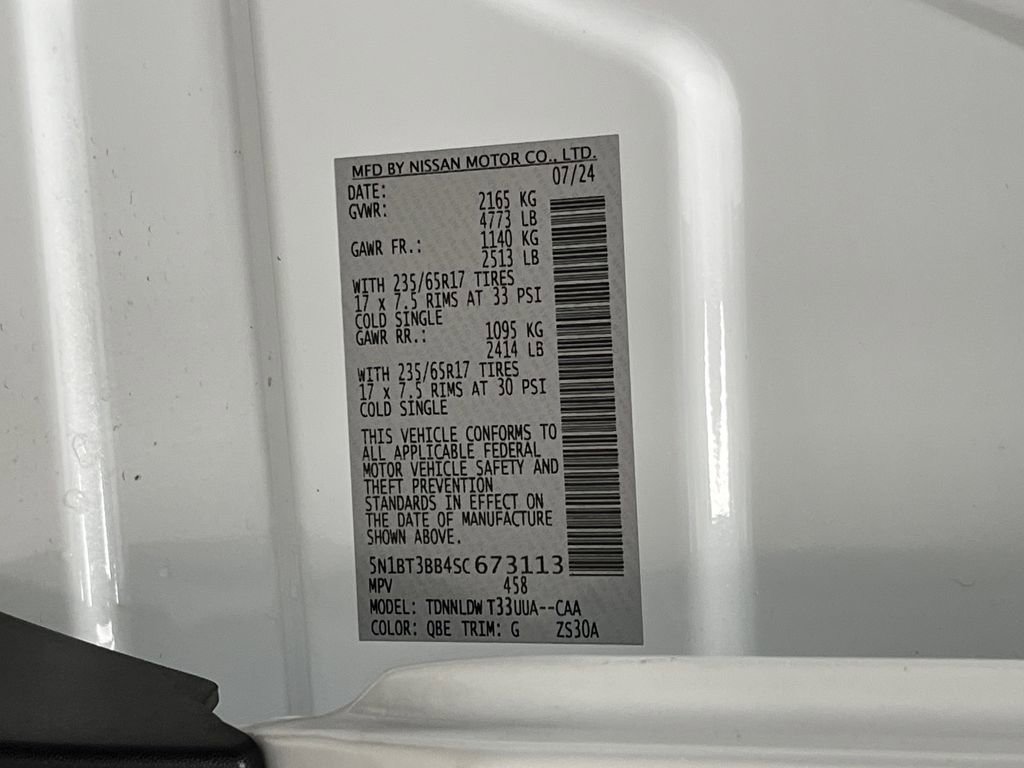 MFD BY NISSAN MOTOR CO., LTD.
DATE: 07/24
GVWR: 2165 KG
4773 LB
GAWR FR.: 1140 KG
2513 LB
WITH 235/65R17 TIRES
17 x 7.5 RIMS AT 33 PSI
COLD SINGLE
GAWR RR.: 1095 KG
2414 LB
WITH 235/65R17 TIRES
17 x 7.5 RIMS AT 30 PSI
COLD SINGLE
THIS VEHICLE CONFORMS TO
ALL APPLICABLE FEDERAL
MOTOR VEHICLE SAFETY AND
THEFT PREVENTION
STANDARDS IN EFFECT ON
THE DATE OF MANUFACTURE
SHOWN ABOVE.
5N1BT3BB4SC673113
MPV 458
MODEL: TDNNLDW T33UUA--CAA
COLOR: QBE TRIM: G ZS30A